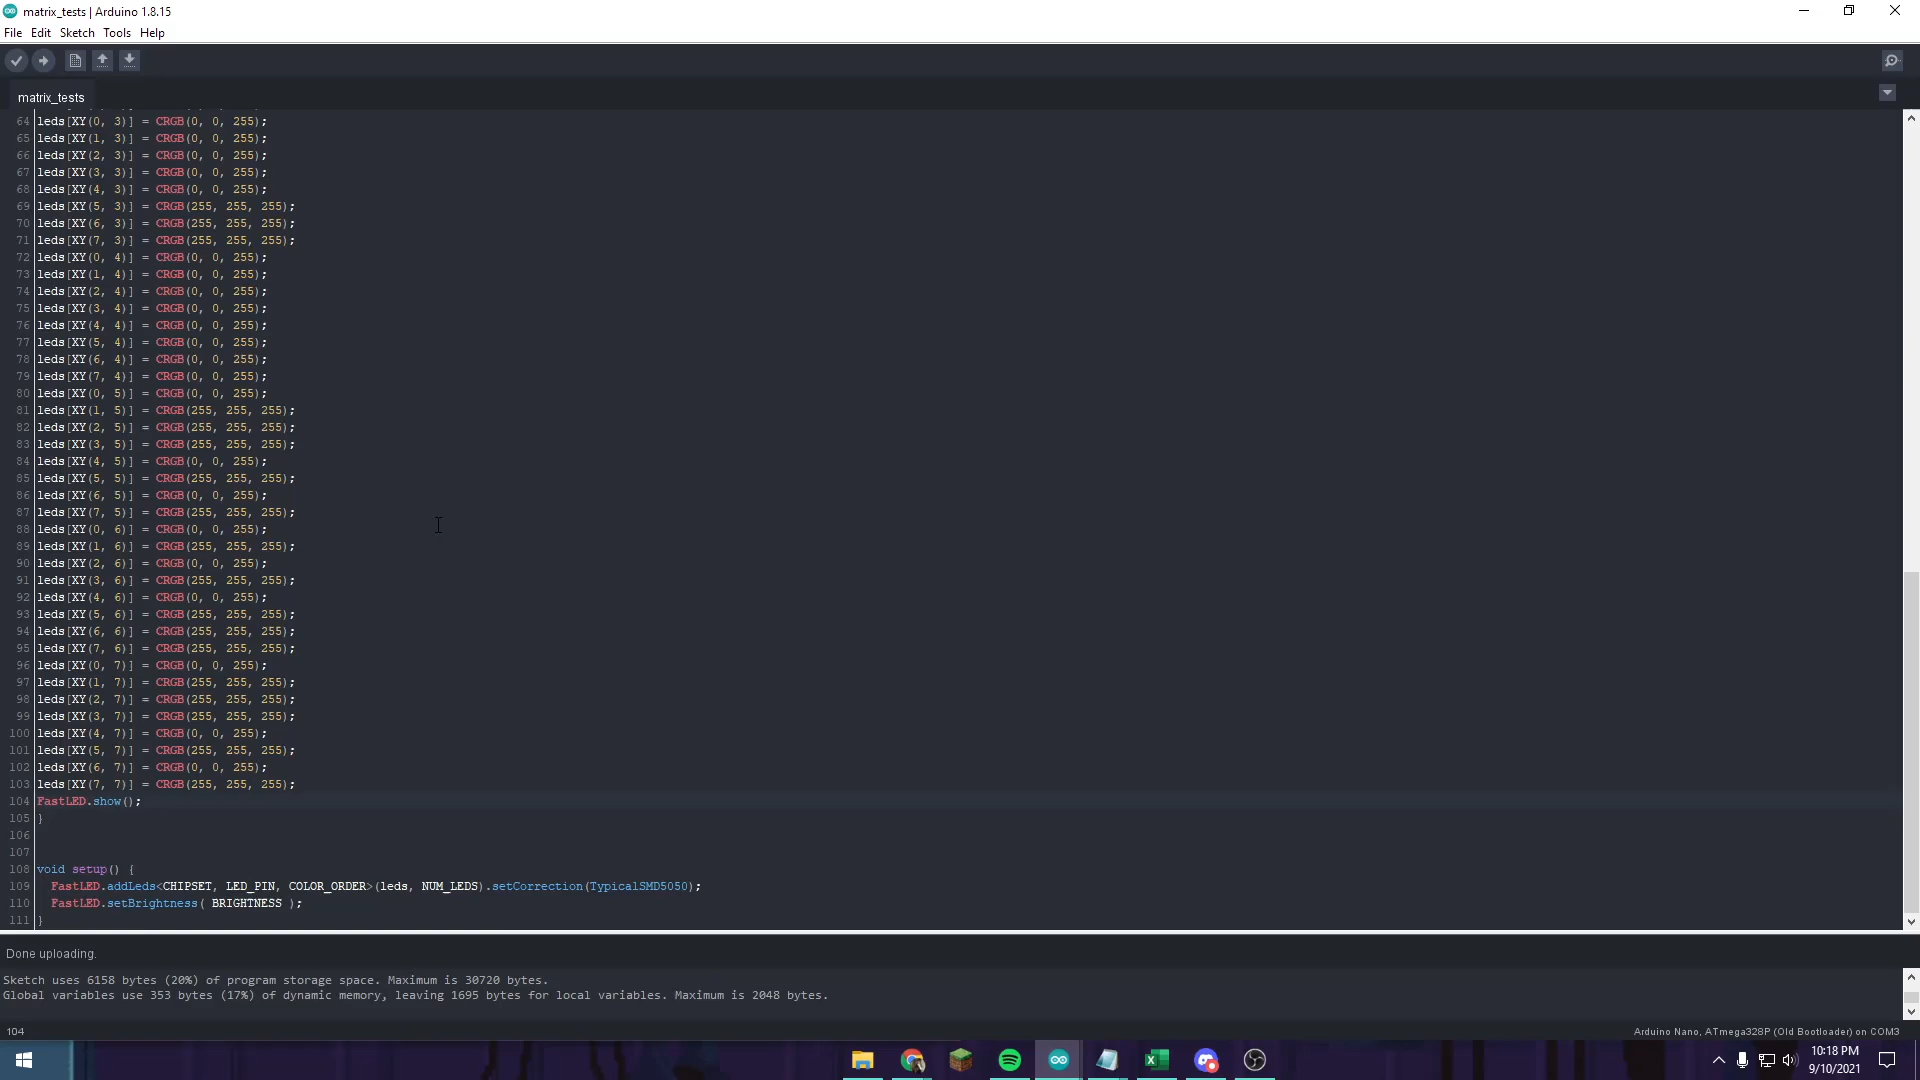 matrix_tests | Arduino 1.8.15
File Edit Sketch Tools Help
matrix_tests
64 leds[XY(0, 3)] = CRGB(0, 0, 255);
65 leds[XY(1, 3)] = CRGB(0, 0, 255);
66 leds[XY(2, 3)] = CRGB(0, 0, 255);
67 leds[XY(3, 3)] = CRGB(0, 0, 255);
68 leds[XY(4, 3)] = CRGB(0, 0, 255);
69 leds[XY(5, 3)] = CRGB(255, 255, 255);
70 leds[XY(6, 3)] = CRGB(255, 255, 255);
71 leds[XY(7, 3)] = CRGB(255, 255, 255);
72 leds[XY(0, 4)] = CRGB(0, 0, 255);
73 leds[XY(1, 4)] = CRGB(0, 0, 255);
74 leds[XY(2, 4)] = CRGB(0, 0, 255);
75 leds[XY(3, 4)] = CRGB(0, 0, 255);
76 leds[XY(4, 4)] = CRGB(0, 0, 255);
77 leds[XY(5, 4)] = CRGB(0, 0, 255);
78 leds[XY(6, 4)] = CRGB(0, 0, 255);
79 leds[XY(7, 4)] = CRGB(0, 0, 255);
80 leds[XY(0, 5)] = CRGB(0, 0, 255);
81 leds[XY(1, 5)] = CRGB(255, 255, 255);
82 leds[XY(2, 5)] = CRGB(255, 255, 255);
83 leds[XY(3, 5)] = CRGB(255, 255, 255);
84 leds[XY(4, 5)] = CRGB(0, 0, 255);
85 leds[XY(5, 5)] = CRGB(255, 255, 255);
86 leds[XY(6, 5)] = CRGB(0, 0, 255);
87 leds[XY(7, 5)] = CRGB(255, 255, 255);
88 leds[XY(0, 6)] = CRGB(0, 0, 255);
89 leds[XY(1, 6)] = CRGB(255, 255, 255);
90 leds[XY(2, 6)] = CRGB(0, 0, 255);
91 leds[XY(3, 6)] = CRGB(255, 255, 255);
92 leds[XY(4, 6)] = CRGB(0, 0, 255);
93 leds[XY(5, 6)] = CRGB(255, 255, 255);
94 leds[XY(6, 6)] = CRGB(255, 255, 255);
95 leds[XY(7, 6)] = CRGB(255, 255, 255);
96 leds[XY(0, 7)] = CRGB(0, 0, 255);
97 leds[XY(1, 7)] = CRGB(255, 255, 255);
98 leds[XY(2, 7)] = CRGB(255, 255, 255);
99 leds[XY(3, 7)] = CRGB(255, 255, 255);
100 leds[XY(4, 7)] = CRGB(0, 0, 255);
101 leds[XY(5, 7)] = CRGB(255, 255, 255);
102 leds[XY(6, 7)] = CRGB(0, 0, 255);
103 leds[XY(7, 7)] = CRGB(255, 255, 255);
104 FastLED.show();
105 }
106
107
108 void setup() {
109 FastLED.addLeds<CHIPSET, LED_PIN, COLOR_ORDER>(leds, NUM_LEDS).setCorrection(TypicalSMD5050);
110 FastLED.setBrightness( BRIGHTNESS );
111 }
Done uploading.
Sketch uses 6158 bytes (20%) of program storage space. Maximum is 30720 bytes.
Global variables use 353 bytes (17%) of dynamic memory, leaving 1695 bytes for local variables. Maximum is 2048 bytes.
104 Arduino Nano, ATmega328P (Old Bootloader) on COM3
10:18 PM
9/10/2021